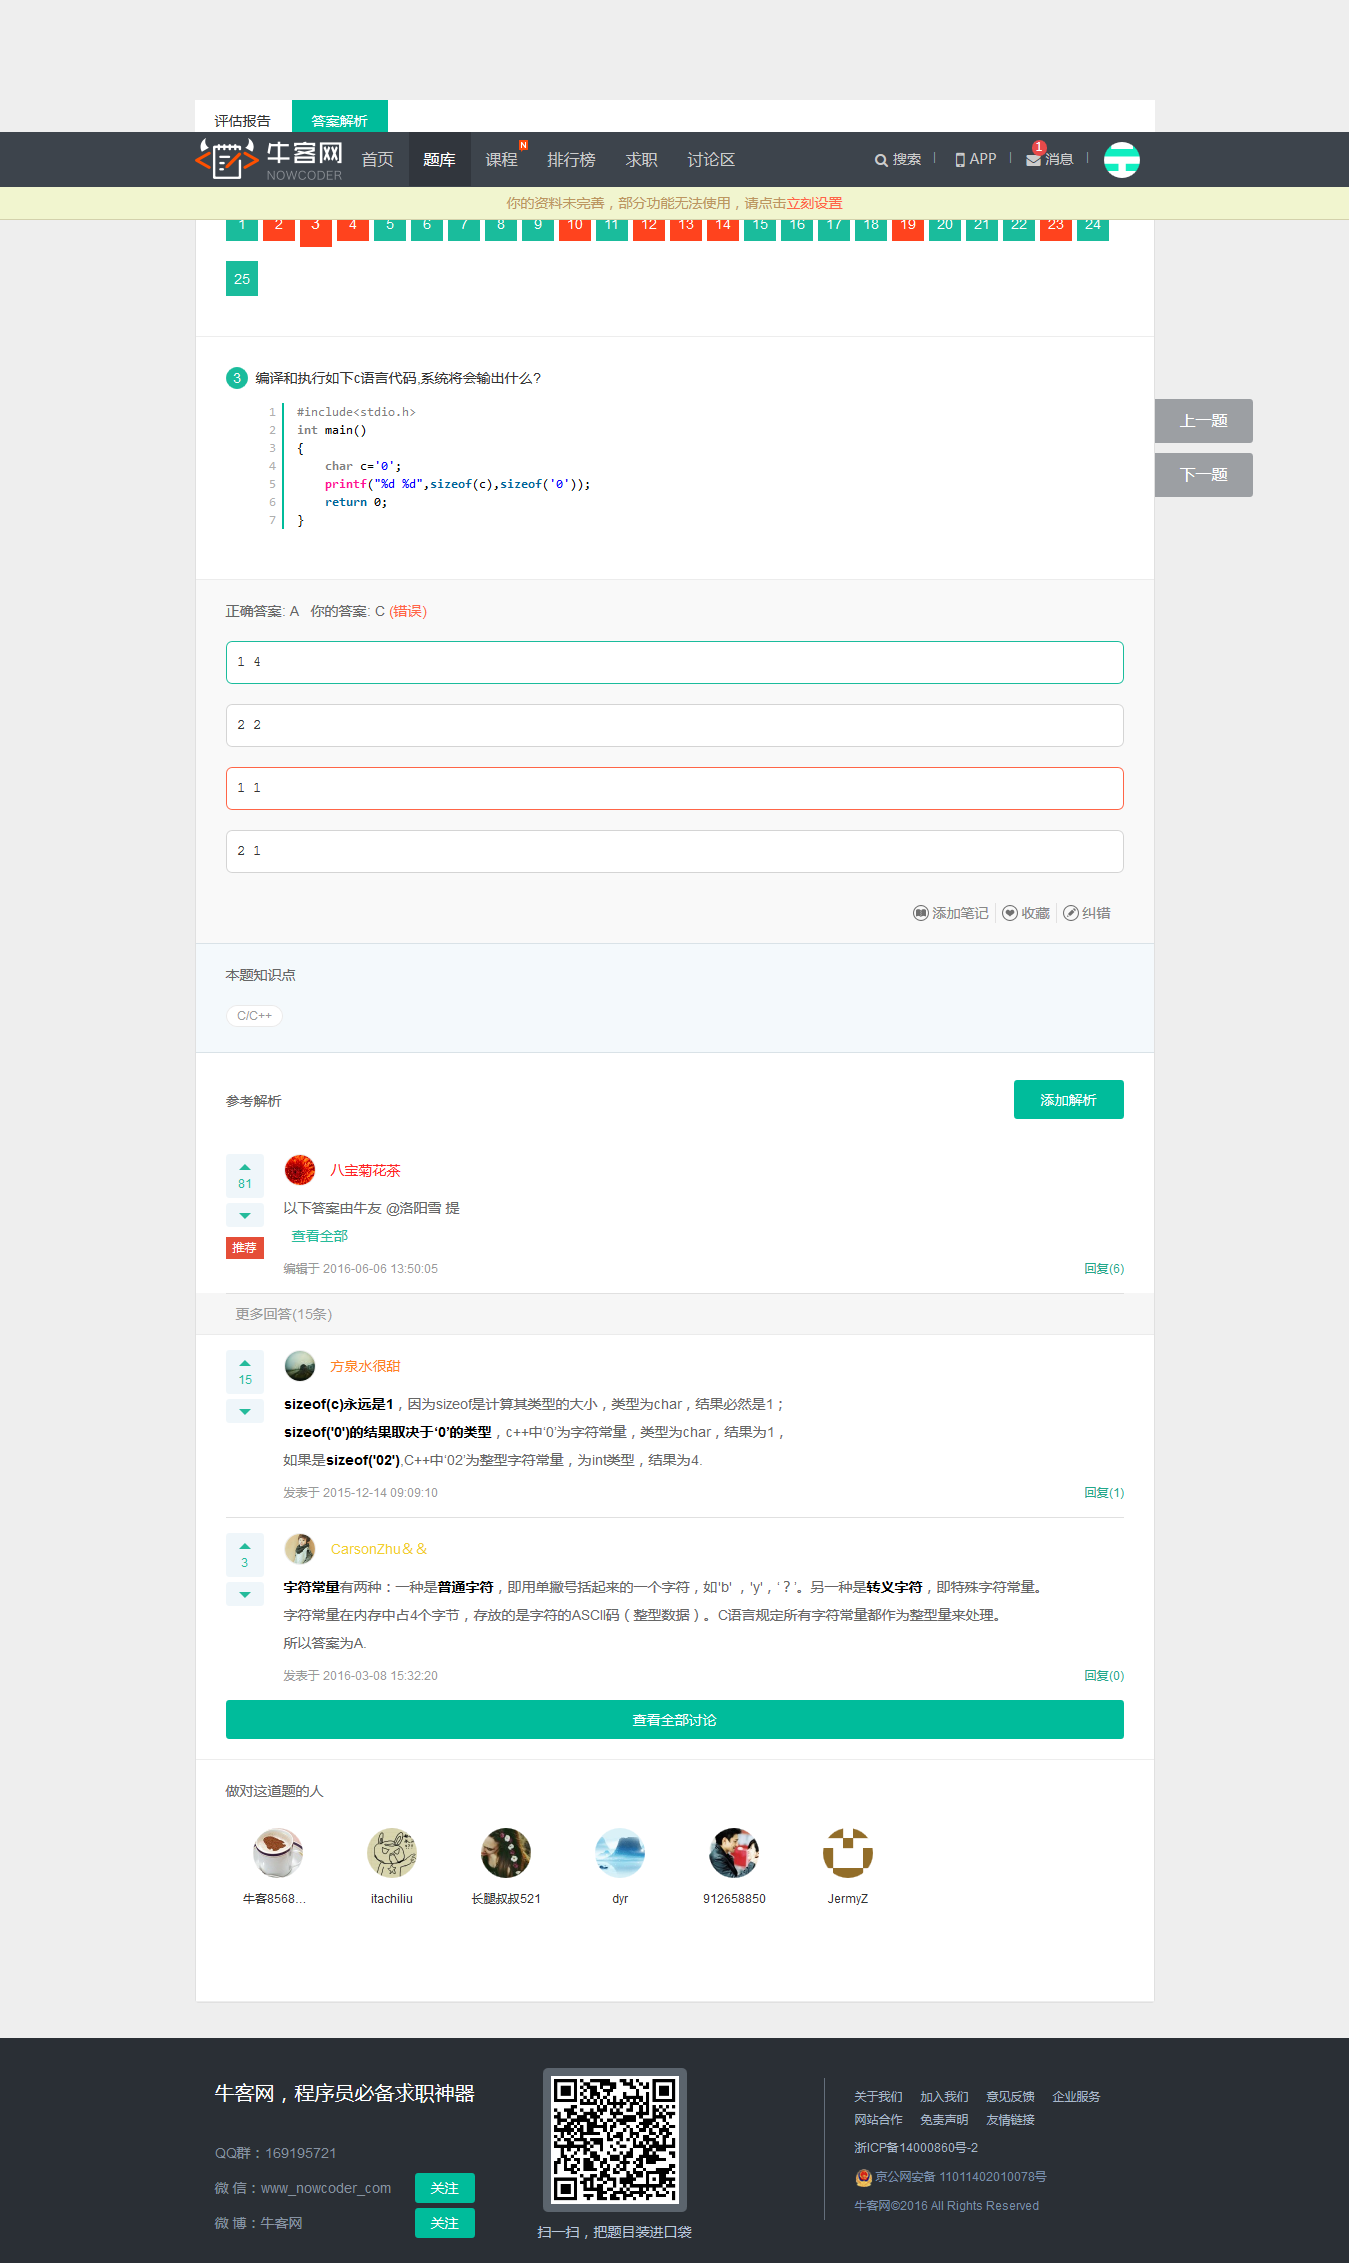 评估报告 答案解析
牛客网 NOWCODER 首页 题库 课程 N 排行榜 求职 讨论区 搜索 APP 1 消息
你的资料未完善，部分功能无法使用，请点击立刻设置
1 2 3 4 5 6 7 8 9 10 11 12 13 14 15 16 17 18 19 20 21 22 23 24
25
3 编译和执行如下c语言代码,系统将会输出什么?
1 #include<stdio.h>
2 int main()
3 {
4 char c='0';
5 printf("%d %d",sizeof(c),sizeof('0'));
6 return 0;
7 }
上一题
下一题
正确答案: A 你的答案: C (错误)
1 4
2 2
1 1
2 1
添加笔记 收藏 纠错
本题知识点
C/C++
参考解析 添加解析
81 八宝菊花茶
以下答案由牛友 @洛阳雪 提
查看全部
推荐
编辑于 2016-06-06 13:50:05 回复(6)
更多回答(15条)
15 方泉水很甜
sizeof(c)永远是1，因为sizeof是计算其类型的大小，类型为char，结果必然是1；
sizeof('0')的结果取决于‘0’的类型，c++中‘0’为字符常量，类型为char，结果为1，
如果是sizeof('02'),C++中‘02’为整型字符常量，为int类型，结果为4.
发表于 2015-12-14 09:09:10 回复(1)
3 CarsonZhu＆＆
字符常量有两种：一种是普通字符，即用单撇号括起来的一个字符，如'b' ，'y'，‘？’。另一种是转义字符，即特殊字符常量。
字符常量在内存中占4个字节，存放的是字符的ASCII码（整型数据）。C语言规定所有字符常量都作为整型量来处理。
所以答案为A.
发表于 2016-03-08 15:32:20 回复(0)
查看全部讨论
做对这道题的人
牛客8568... itachiliu 长腿叔叔521 dyr 912658850 JermyZ
牛客网，程序员必备求职神器
QQ群：169195721
微 信：www_nowcoder_com 关注
微 博：牛客网 关注
扫一扫，把题目装进口袋
关于我们 加入我们 意见反馈 企业服务
网站合作 免责声明 友情链接
浙ICP备14000860号-2
京公网安备 11011402010078号
牛客网©2016 All Rights Reserved